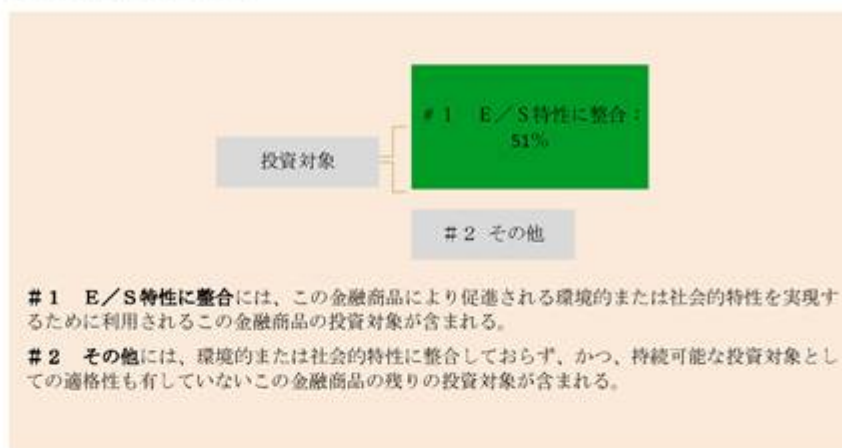 #1 E/S特性に整合:
51%
投資対象
#2 その他
#1 E/S特性に整合には、この金融商品により促進される環境的または社会的特性を実現す
るために利用されるこの金融商品の投資対象が含まれる。
#2 その他には、環境的または社会的特性に整合しておらず、かつ、持続可能な投資対象とし
ての適格性も有していないこの金融商品の残りの投資対象が含まれる。